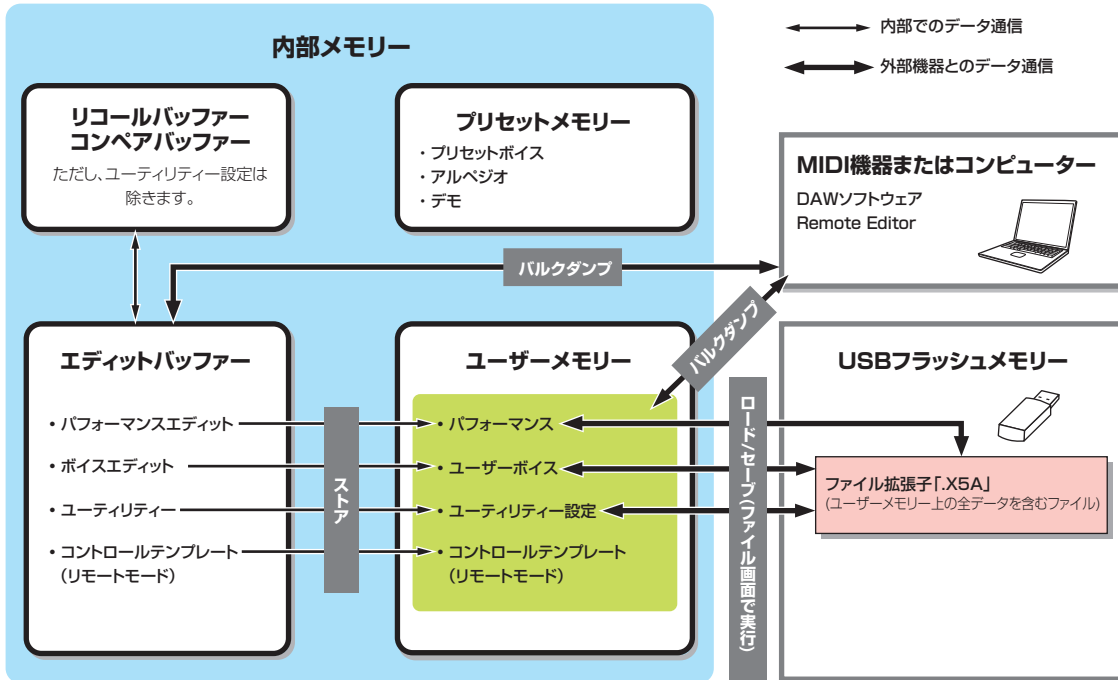 内部メモリー
内部でのデータ通信
外部機器とのデータ通信
リコールバッファー
コンペアバッファー
ただし、ユーティリティー設定は
除きます。
プリセットメモリー
・プリセットボイス
・アルペジオ
・デモ
MIDI機器またはコンピューター
DAWソフトウェア
Remote Editor
バルクダンプ
バルクダンプ
エディットバッファー
・パフォーマンスエディット
・ボイスエディット
・ユーティリティー
・コントロールテンプレート
(リモートモード)
ストア
ユーザーメモリー
・パフォーマンス
・ユーザーボイス
・ユーティリティー設定
・コントロールテンプレート
(リモートモード)
ロード/セーブ(ファイル画面で実行)
USBフラッシュメモリー
ファイル拡張子「.X5A」
(ユーザーメモリー上の全データを含むファイル)